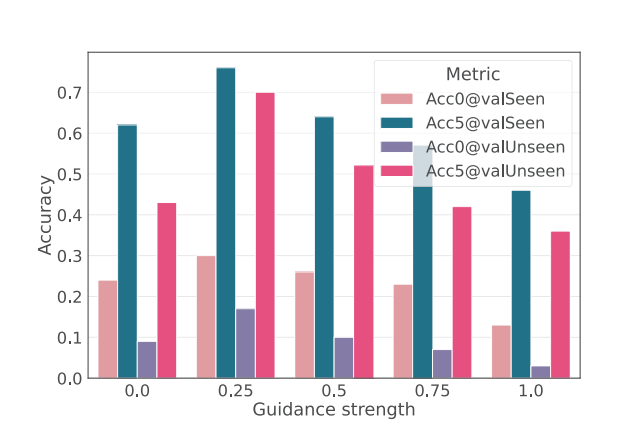 Metric
Acc0@valSeen
Acc5@valSeen
Acc0@valUnseen
Acc5@valUnseen
Accuracy
0.7
0.6
0.5
0.4
0.3
0.2
0.1
0.0
0.0 0.25 0.5 0.75 1.0
Guidance strength